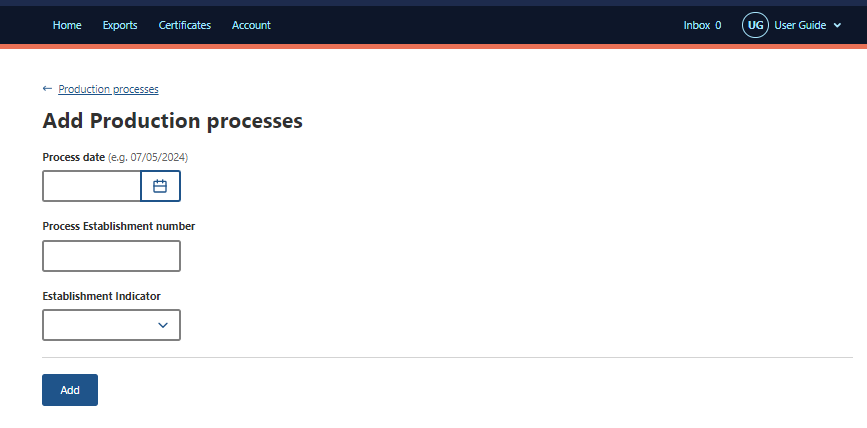 Home Exports Certificates Account Inbox 0 UG User Guide
← Production processes
Add Production processes
Process date (e.g. 07/05/2024)
Process Establishment number
Establishment Indicator
Add